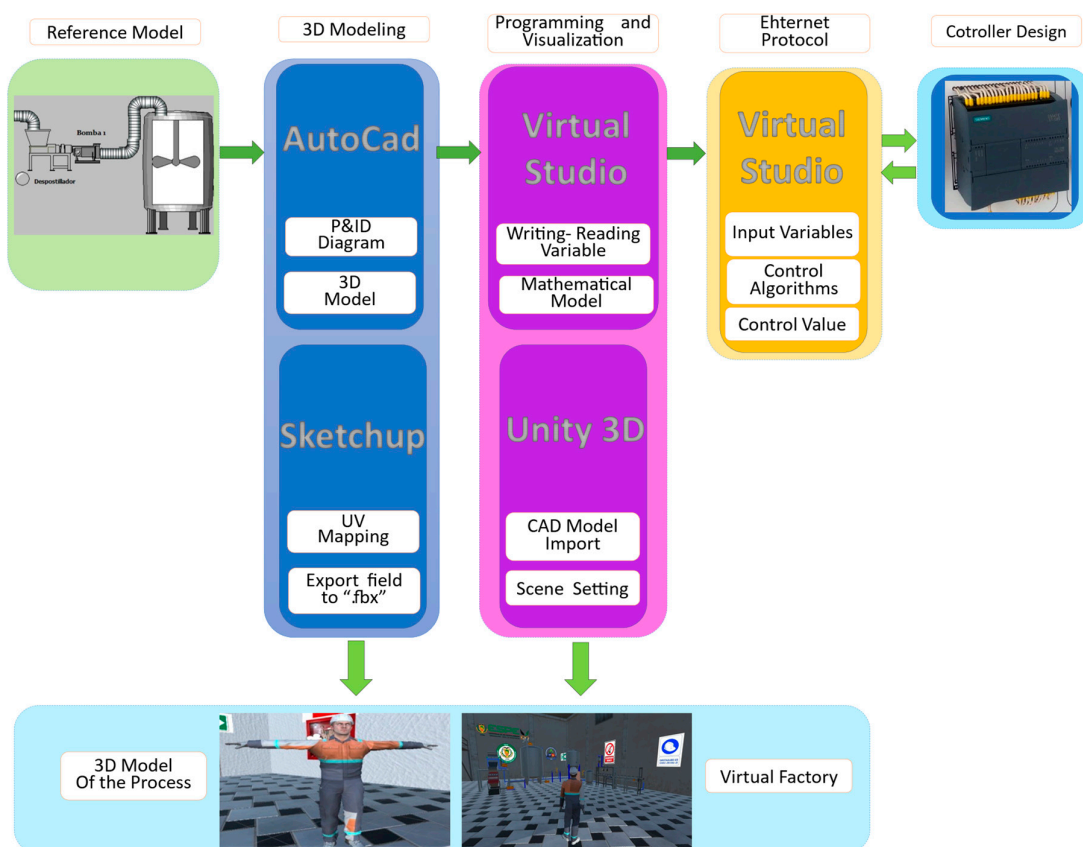 Reference Model
3D Modeling
Programming and
Visualization
Ehternet
Protocol
Cotroller Design
Bomba 1
Despostillador
AutoCad
P&ID
Diagram
3D
Model
Sketchup
UV
Mapping
Export field
to “.fbx”
Virtual
Studio
Writing- Reading
Variable
Mathematical
Model
Unity 3D
CAD Model
Import
Scene Setting
Virtual
Studio
Input Variables
Control
Algorithms
Control Value
SIEMENS
3D Model
Of the Process
Virtual Factory